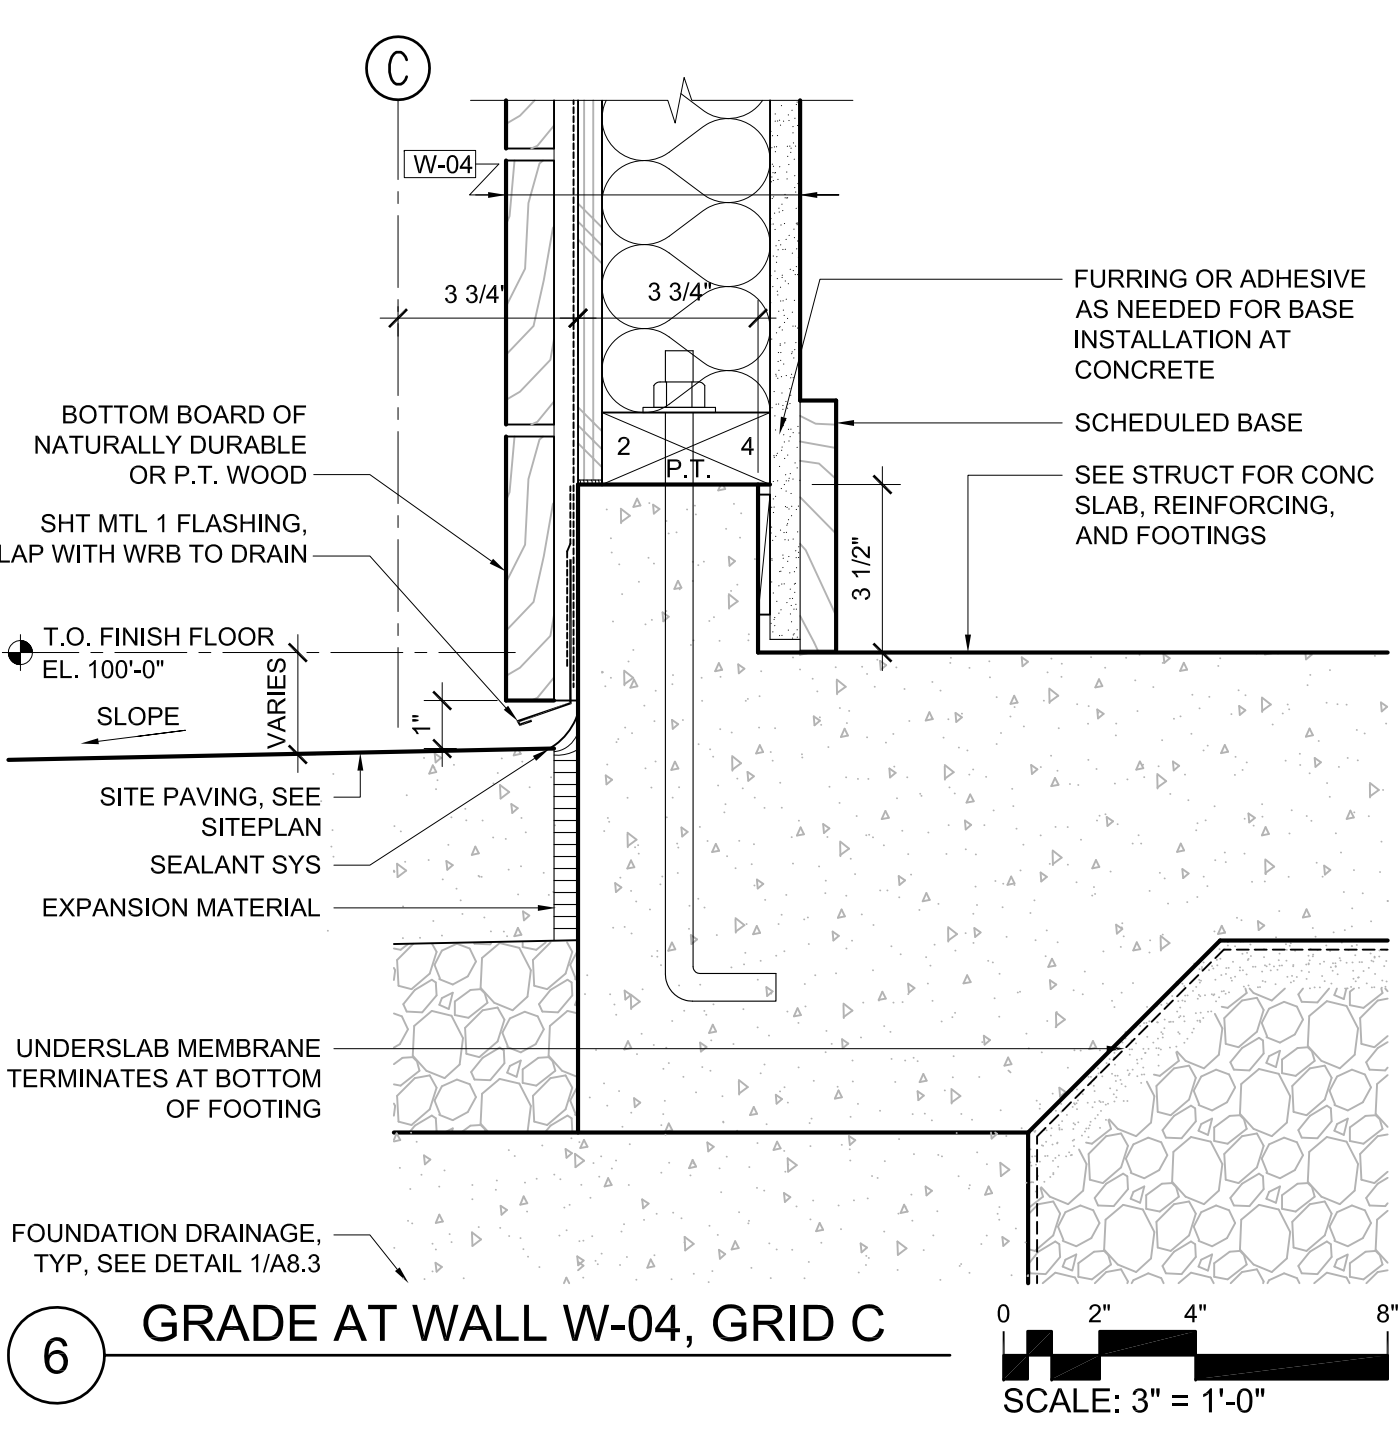 C
W-04
3 3/4"
3 3/4"
FURRING OR ADHESIVE
AS NEEDED FOR BASE
INSTALLATION AT
CONCRETE
BOTTOM BOARD OF
NATURALLY DURABLE
OR P.T. WOOD
SCHEDULED BASE
2
4
P.T.
SEE STRUCT FOR CONC
SLAB, REINFORCING,
AND FOOTINGS
SHT MTL 1 FLASHING,
LAP WITH WRB TO DRAIN
3 1/2"
T.O. FINISH FLOOR
EL. 100'-0"
VARIES
SLOPE
1"
SITE PAVING, SEE
SITEPLAN
SEALANT SYS
EXPANSION MATERIAL
UNDERSLAB MEMBRANE
TERMINATES AT BOTTOM
OF FOOTING
FOUNDATION DRAINAGE,
TYP, SEE DETAIL 1/A8.3
6
GRADE AT WALL W-04, GRID C
0 2" 4" 8"
SCALE: 3" = 1'-0"